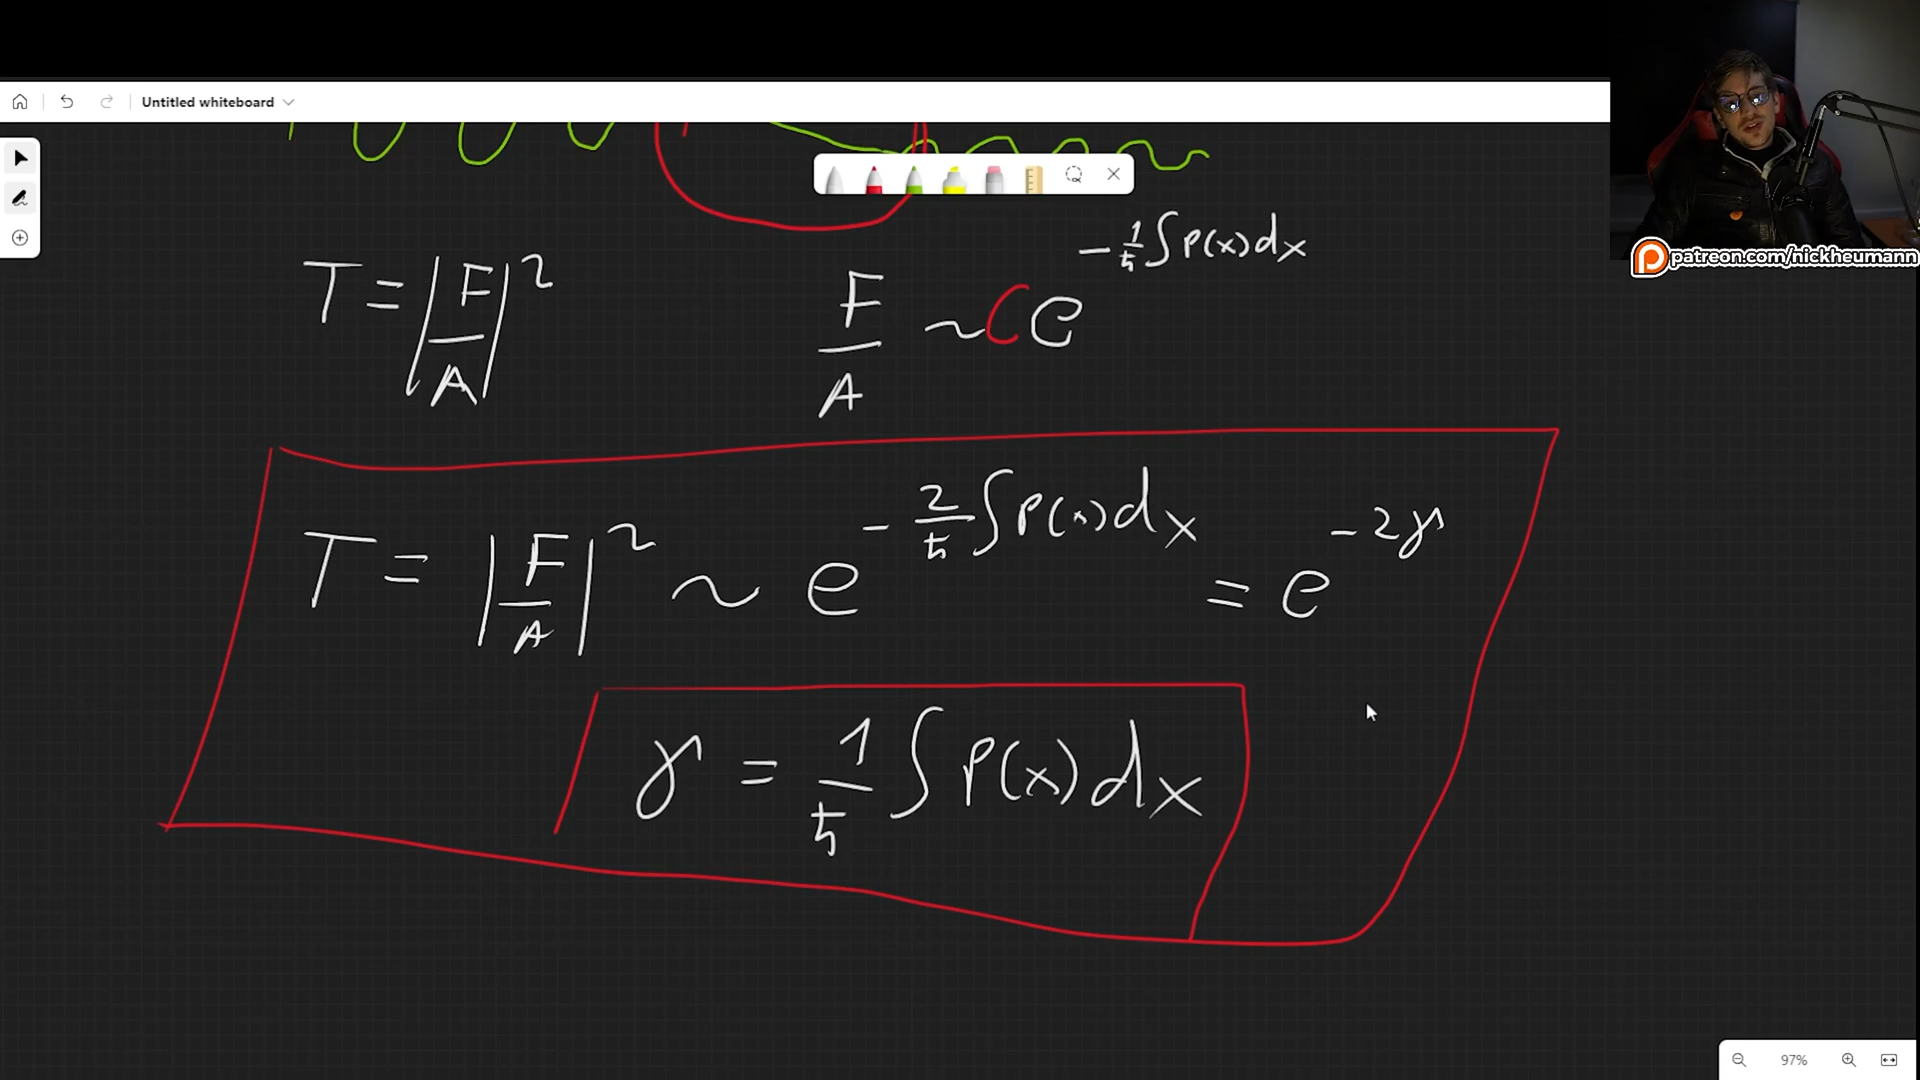 Untitled whiteboard
patreon.com/nickheumann
T = |F/A|²
F/A ~ C e^{-1/ħ ∫ P(x) dx}
T = |F/A|² ~ e^{-2/ħ ∫ P(x) dx} = e^{-2γ}
γ = 1/ħ ∫ P(x) dx
97%